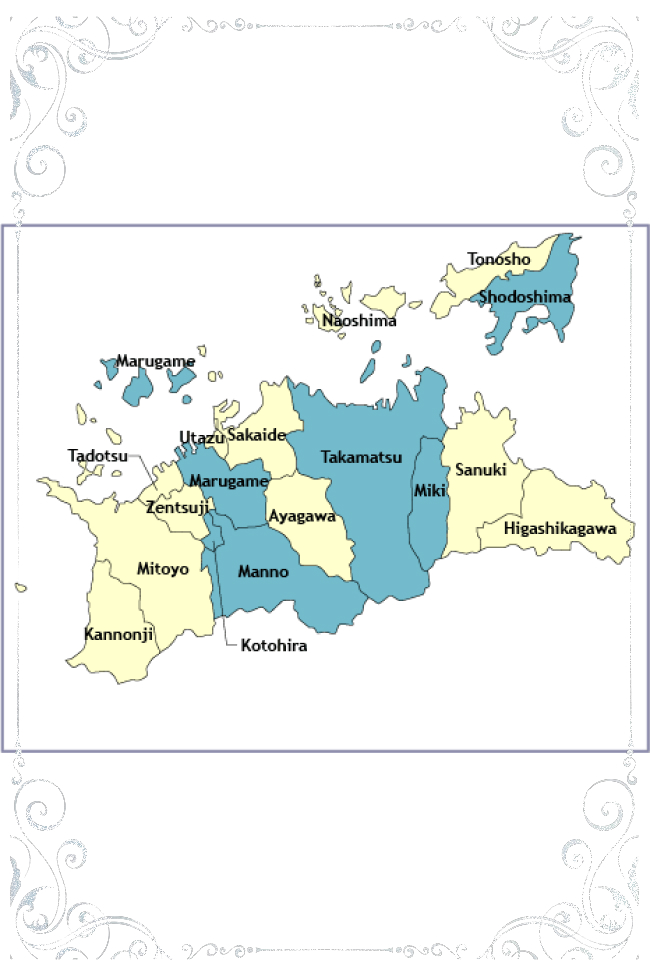 Tonosho
Shodoshima
Naoshima
Marugame
Utazu
Sakaide
Tadotsu
Takamatsu
Sanuki
Marugame
Miki
Zentsuji
Ayagawa
Higashikagawa
Mitoyo
Manno
Kannonji
Kotohira